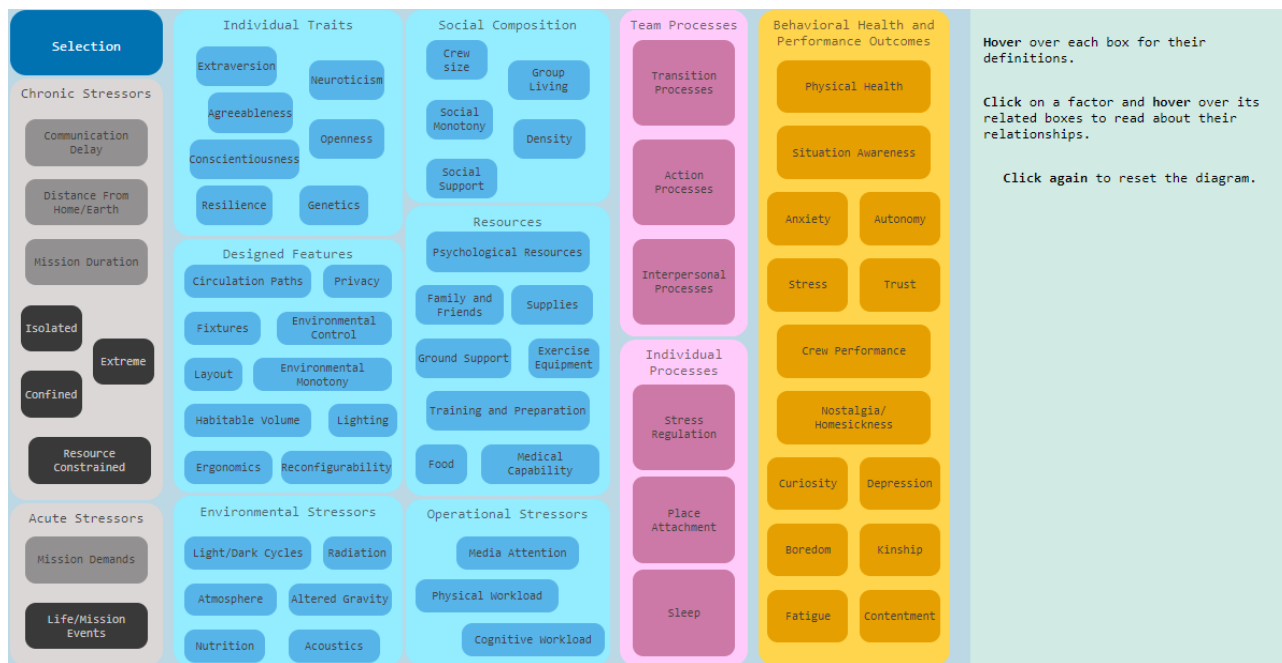 Selection
Chronic Stressors
Communication
Delay
Distance From
Home/Earth
Mission Duration
Isolated
Extreme
Confined
Resource
Constrained
Acute Stressors
Mission Demands
Life/Mission
Events
Individual Traits
Extraversion
Neuroticism
Agreeableness
Openness
Conscientiousness
Resilience
Genetics
Designed Features
Circulation Paths
Privacy
Fixtures
Environmental
Control
Layout
Environmental
Monotony
Habitable Volume
Lighting
Ergonomics
Reconfigurability
Environmental Stressors
Light/Dark Cycles
Radiation
Atmosphere
Altered Gravity
Nutrition
Acoustics
Social Composition
Crew
size
Group
Living
Social
Monotony
Density
Social
Support
Resources
Psychological Resources
Family and
Friends
Supplies
Ground Support
Exercise
Equipment
Training and Preparation
Food
Medical
Capability
Operational Stressors
Media Attention
Physical Workload
Cognitive Workload
Team Processes
Transition
Processes
Action
Processes
Interpersonal
Processes
Individual
Processes
Stress
Regulation
Place
Attachment
Sleep
Behavioral Health and
Performance Outcomes
Physical Health
Situation Awareness
Anxiety
Autonomy
Stress
Trust
Crew Performance
Nostalgia/
Homesickness
Curiosity
Depression
Boredom
Kinship
Fatigue
Contentment
Hover over each box for their
definitions.
Click on a factor and hover over its
related boxes to read about their
relationships.
Click again to reset the diagram.